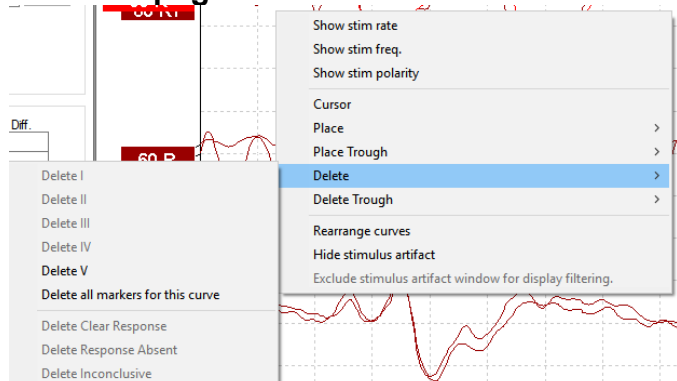 Show stim rate
Show stim freq.
Show stim polarity
Cursor
Diff.
Place
Place Trough
Delete
Delete Trough
Rearrange curves
Hide stimulus artifact
Exclude stimulus artifact window for display filtering.
Delete I
Delete II
Delete III
Delete IV
Delete V
Delete all markers for this curve
Delete Clear Response
Delete Response Absent
Delete Inconclusive